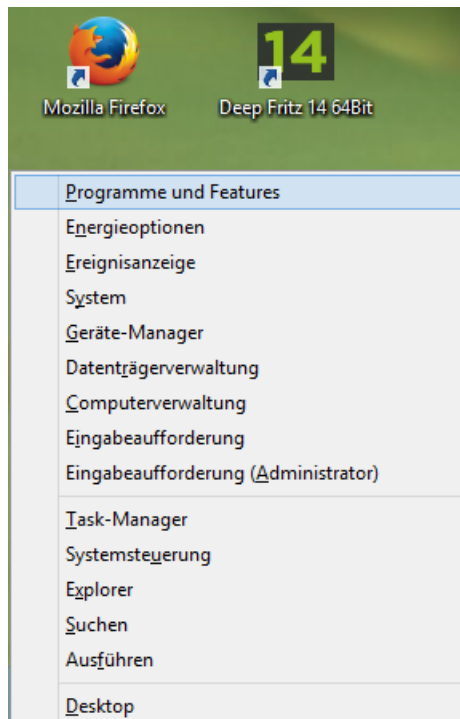 14
Mozilla Firefox
Deep Fritz 14 64Bit
Programme und Features
Energieoptionen
Ereignisanzeige
System
Geräte-Manager
Datenträgerverwaltung
Computerverwaltung
Eingabeaufforderung
Eingabeaufforderung (Administrator)
Task-Manager
Systemsteuerung
Explorer
Suchen
Ausführen
Desktop